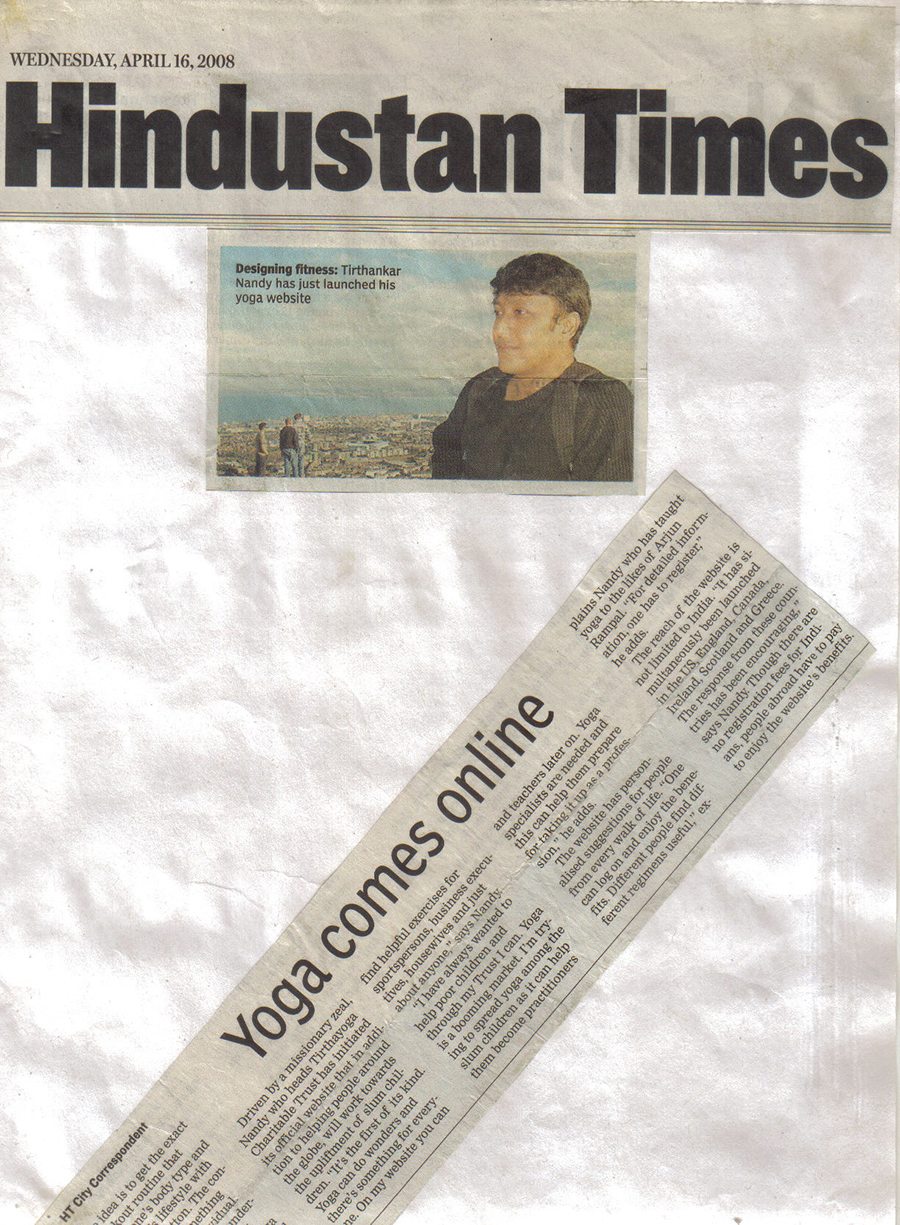 WEDNESDAY, APRIL 16, 2008
Hindustan Times
Designing fitness: Tirthankar
Nandy has just launched his
yoga website
Yoga comes online
HT City Correspondent
idea is to get the exact
kout routine that
ne's body type and
s lifestyle with
ton. The con-
mething
vidual.
under-
Driven by a missionary zeal,
Nandy who heads Tirthayoga
Charitable Trust has initiated
its official website that in addi-
tion to helping people around
the globe, will work towards
the upliftment of slum chil-
dren. "It's the first of its kind.
Yoga can do wonders and
there's something for every-
ne. On my website you can
find helpful exercises for
sportspersons, business execu-
tives, housewives and just
about anyone," says Nandy.
"I have always wanted to
help poor children and
through my Trust I can. Yoga
is a booming market. I'm try-
ing to spread yoga among the
slum children as it can help
them become practitioners
and teachers later on. Yoga
specialists are needed and
this can help them prepare
for taking it up as a profes-
sion," he adds.
The website has person-
alised suggestions for people
from every walk of life. "One
can log on and enjoy the bene-
fits. Different people find dif-
ferent regimens useful," ex-
plains Nandy who has taught
yoga to the likes of Arjun
Rampal. "For detailed inform-
ation, one has to register,"
he adds.
The reach of the website is
not limited to India. "It has si-
multaneously been launched
in the US, England, Canada,
Ireland, Scotland and Greece.
The response from these coun-
tries has been encouraging,"
says Nandy. Though there are
no registration fees for Indi-
ans, people abroad have to pay
to enjoy the website's benefits.